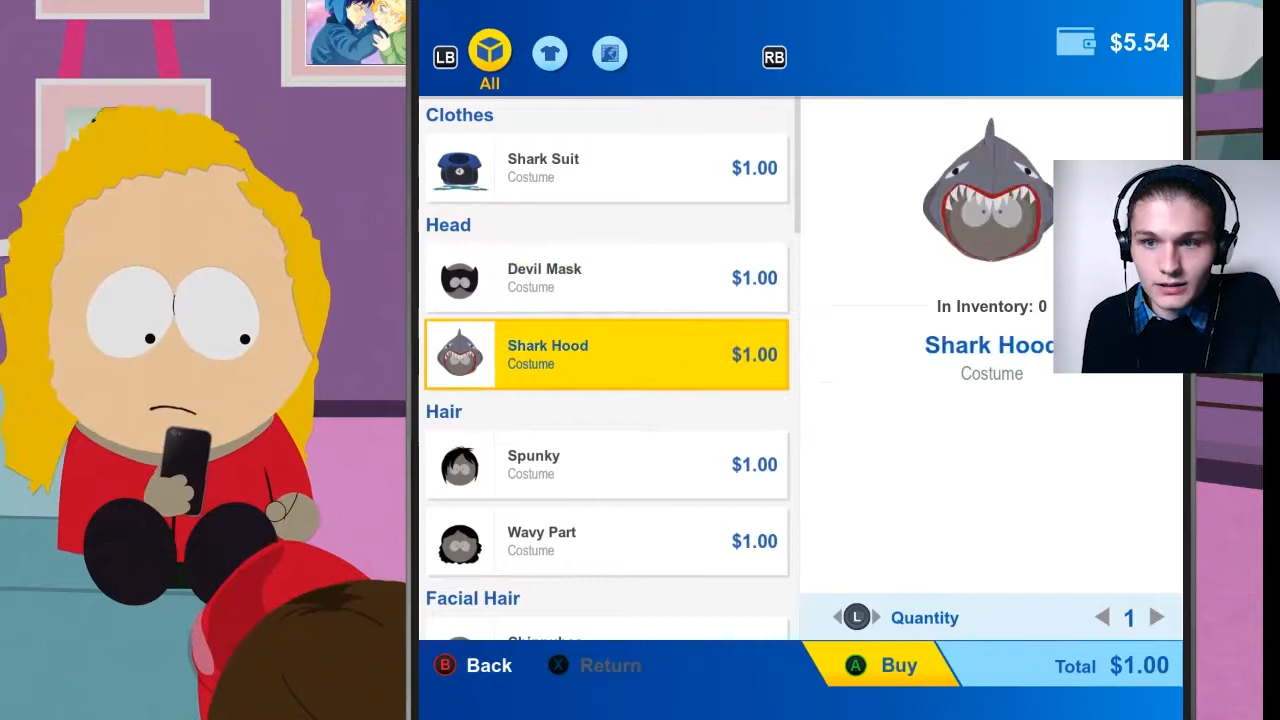 LB
RB
All
$5.54
Clothes
Shark Suit
Costume
$1.00
Head
Devil Mask
Costume
$1.00
Shark Hood
Costume
$1.00
Hair
Spunky
Costume
$1.00
Wavy Part
Costume
$1.00
Facial Hair
In Inventory: 0
Shark Hood
Costume
L Quantity 1
B Back
X Return
A Buy
Total $1.00